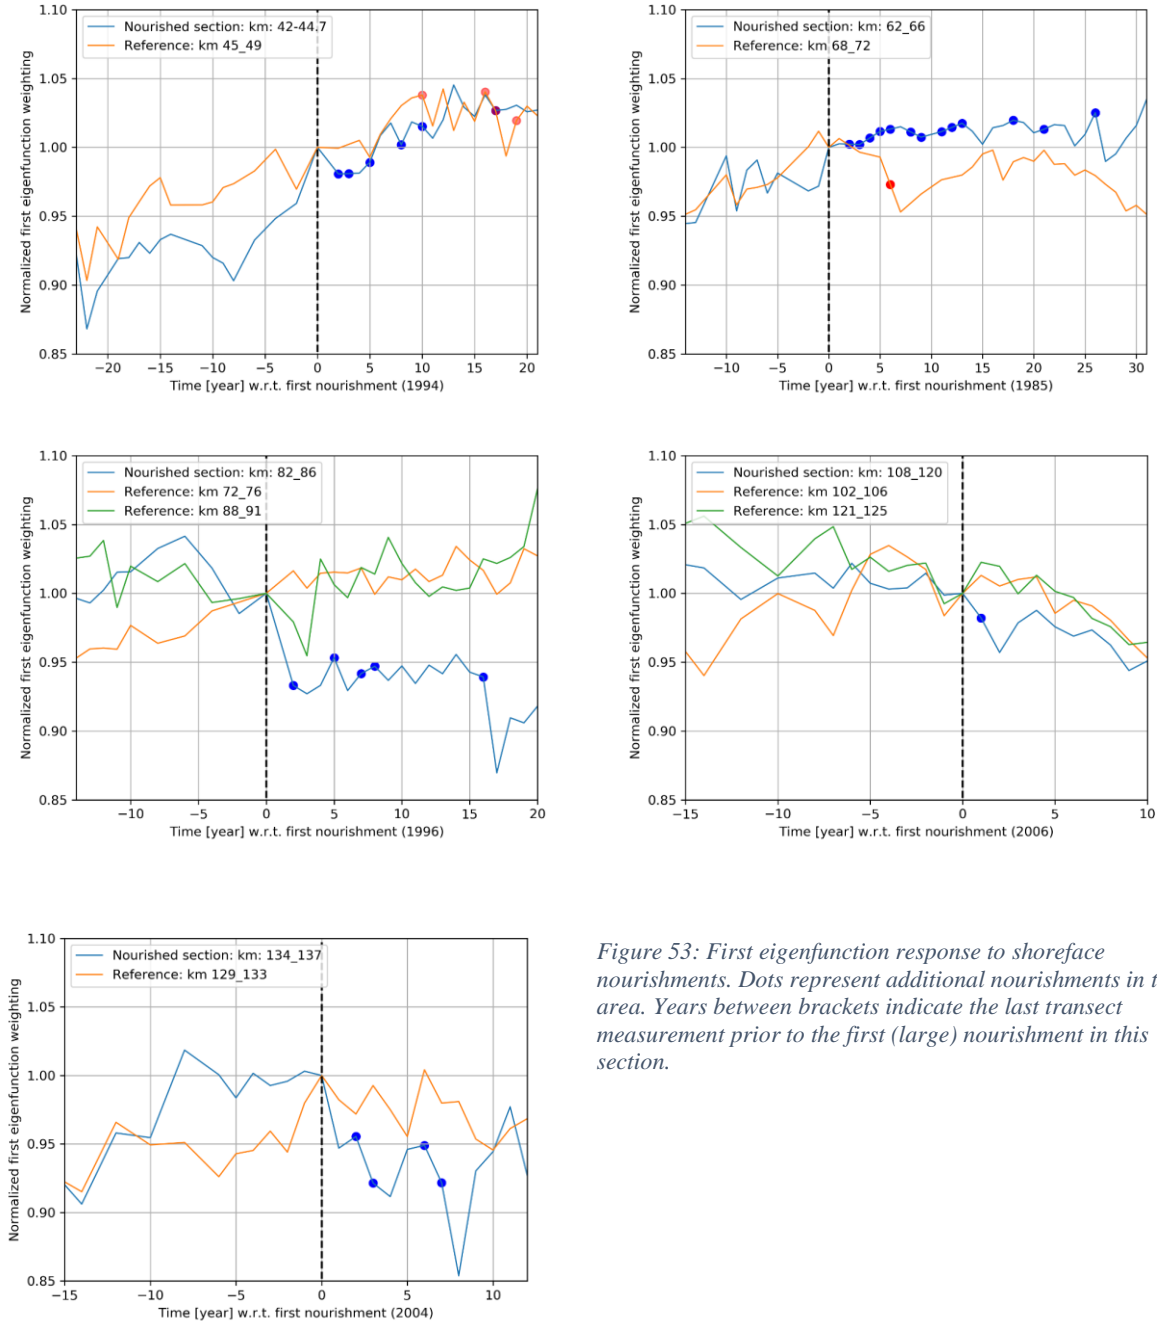 1.10
1.05
1.00
0.95
0.90
0.85
Normalized first eigenfunction weighting
Nourished section: km: 42-44.7
Reference: km 45_49
−20 −15 −10 −5 0 5 10 15 20
Time [year] w.r.t. first nourishment (1994)
1.10
1.05
1.00
0.95
0.90
0.85
Normalized first eigenfunction weighting
Nourished section: km: 62_66
Reference: km 68_72
−10 −5 0 5 10 15 20 25 30
Time [year] w.r.t. first nourishment (1985)
1.10
1.05
1.00
0.95
0.90
0.85
Normalized first eigenfunction weighting
Nourished section: km: 82_86
Reference: km 72_76
Reference: km 88_91
−10 −5 0 5 10 15 20
Time [year] w.r.t. first nourishment (1996)
1.10
1.05
1.00
0.95
0.90
0.85
Normalized first eigenfunction weighting
Nourished section: km: 108_120
Reference: km 102_106
Reference: km 121_125
−15 −10 −5 0 5 10
Time [year] w.r.t. first nourishment (2006)
1.10
1.05
1.00
0.95
0.90
0.85
Normalized first eigenfunction weighting
Nourished section: km: 134_137
Reference: km 129_133
−15 −10 −5 0 5 10
Time [year] w.r.t. first nourishment (2004)
Figure 53: First eigenfunction response to shoreface
nourishments. Dots represent additional nourishments in t
area. Years between brackets indicate the last transect
measurement prior to the first (large) nourishment in this
section.